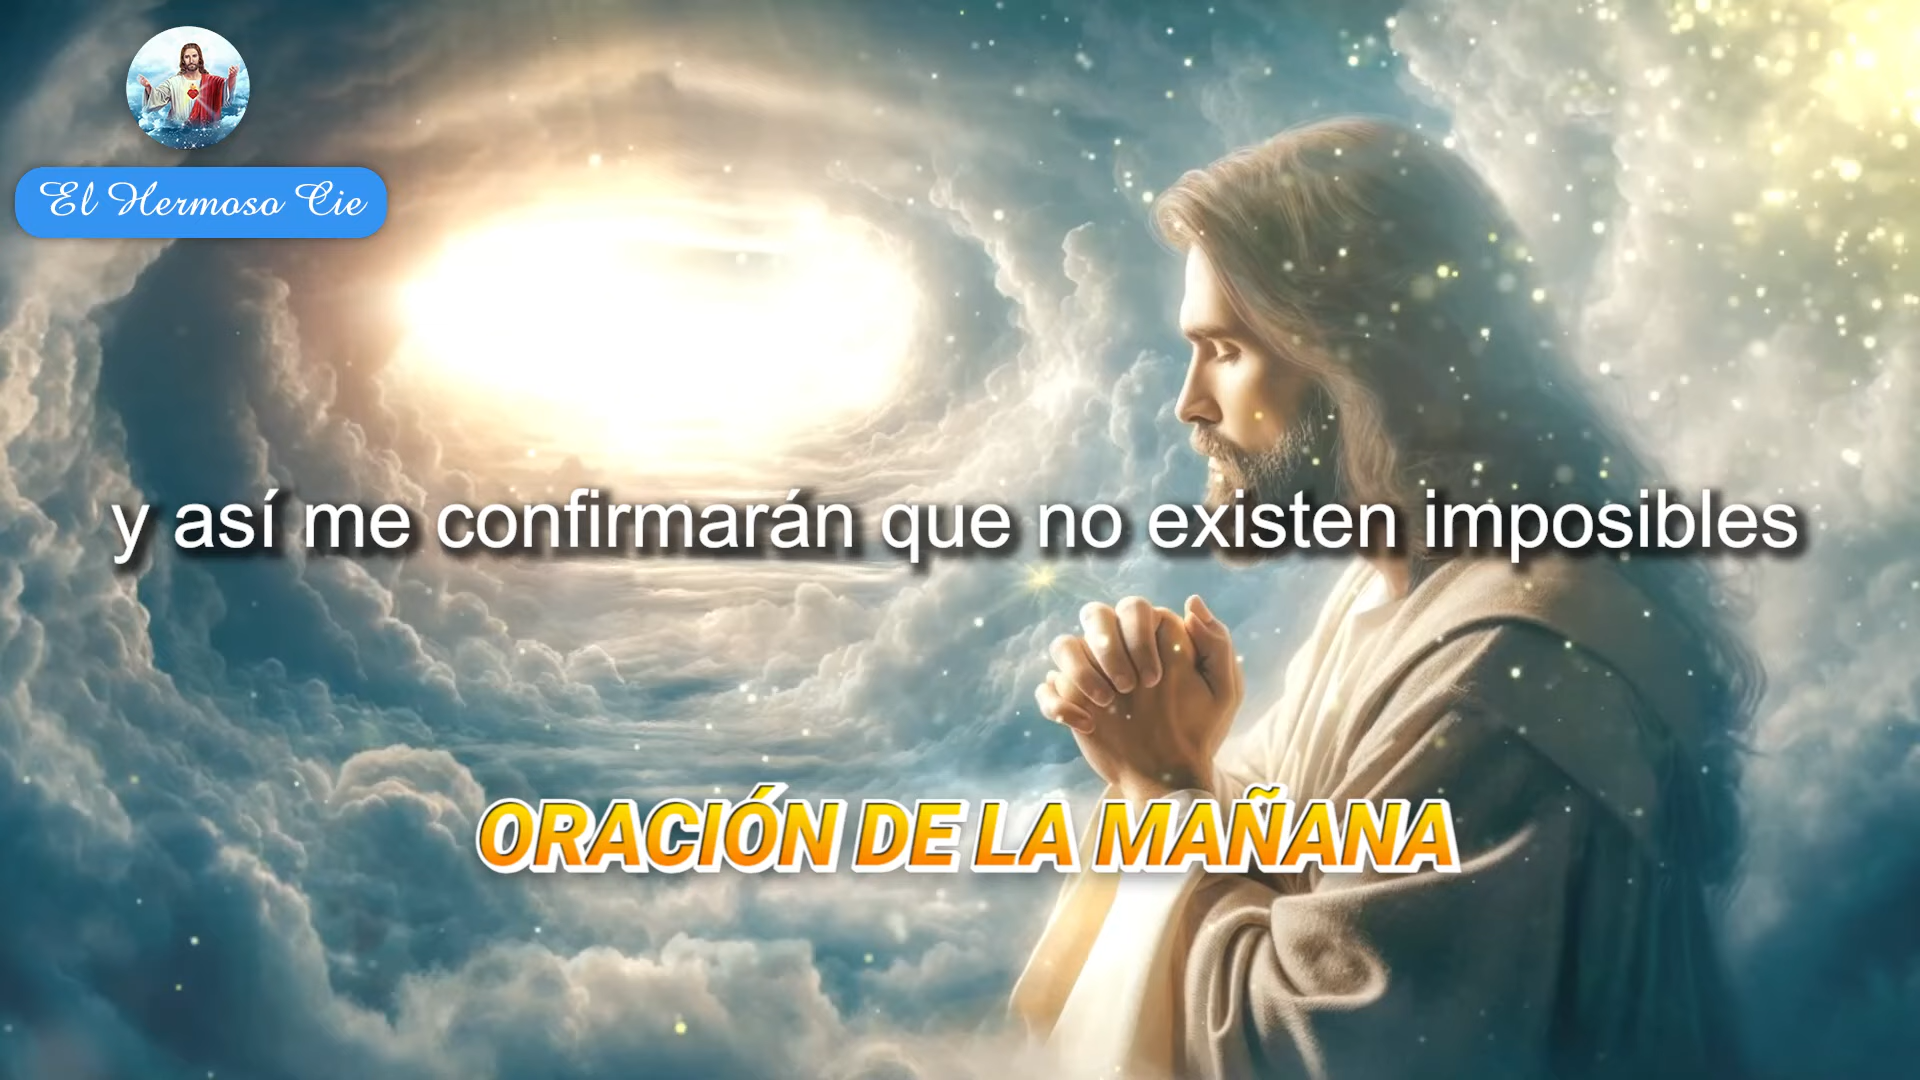 El Hermoso Cie
y así me confirmarán que no existen imposibles
ORACIÓN DE LA MAÑANA